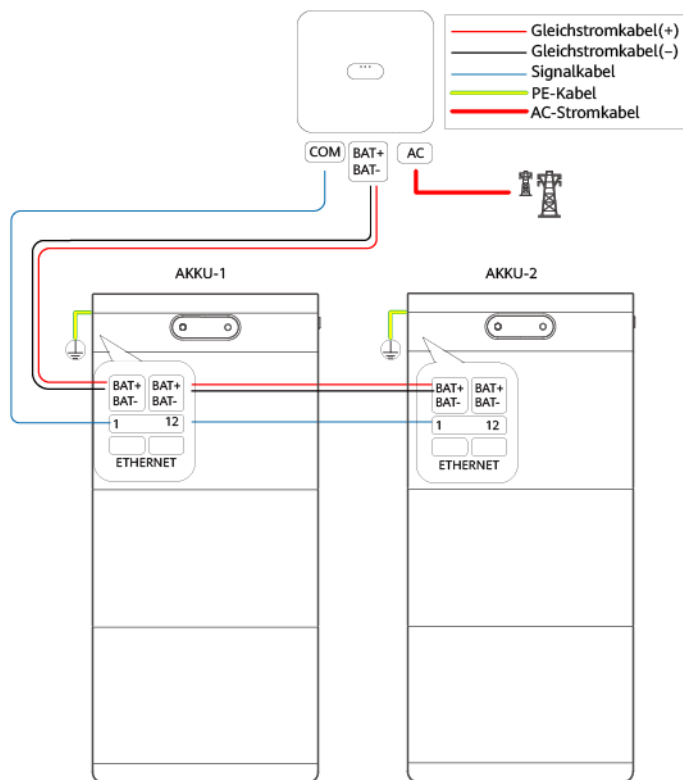 Gleichstromkabel(+)
Gleichstromkabel(−)
Signalkabel
PE-Kabel
AC-Stromkabel
COM
BAT+
BAT-
AC
AKKU-1
AKKU-2
BAT+ BAT+
BAT- BAT-
1 12
ETHERNET
BAT+ BAT+
BAT- BAT-
1 12
ETHERNET